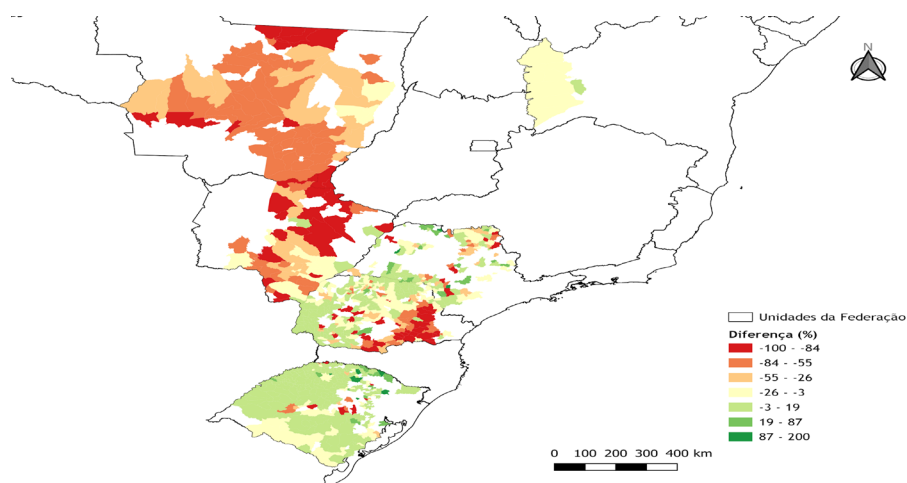 N
Unidades da Federação
Diferença (%)
-100 - -84
-84 - -55
-55 - -26
-26 - -3
-3 - 19
19 - 87
87 - 200
0 100 200 300 400 km